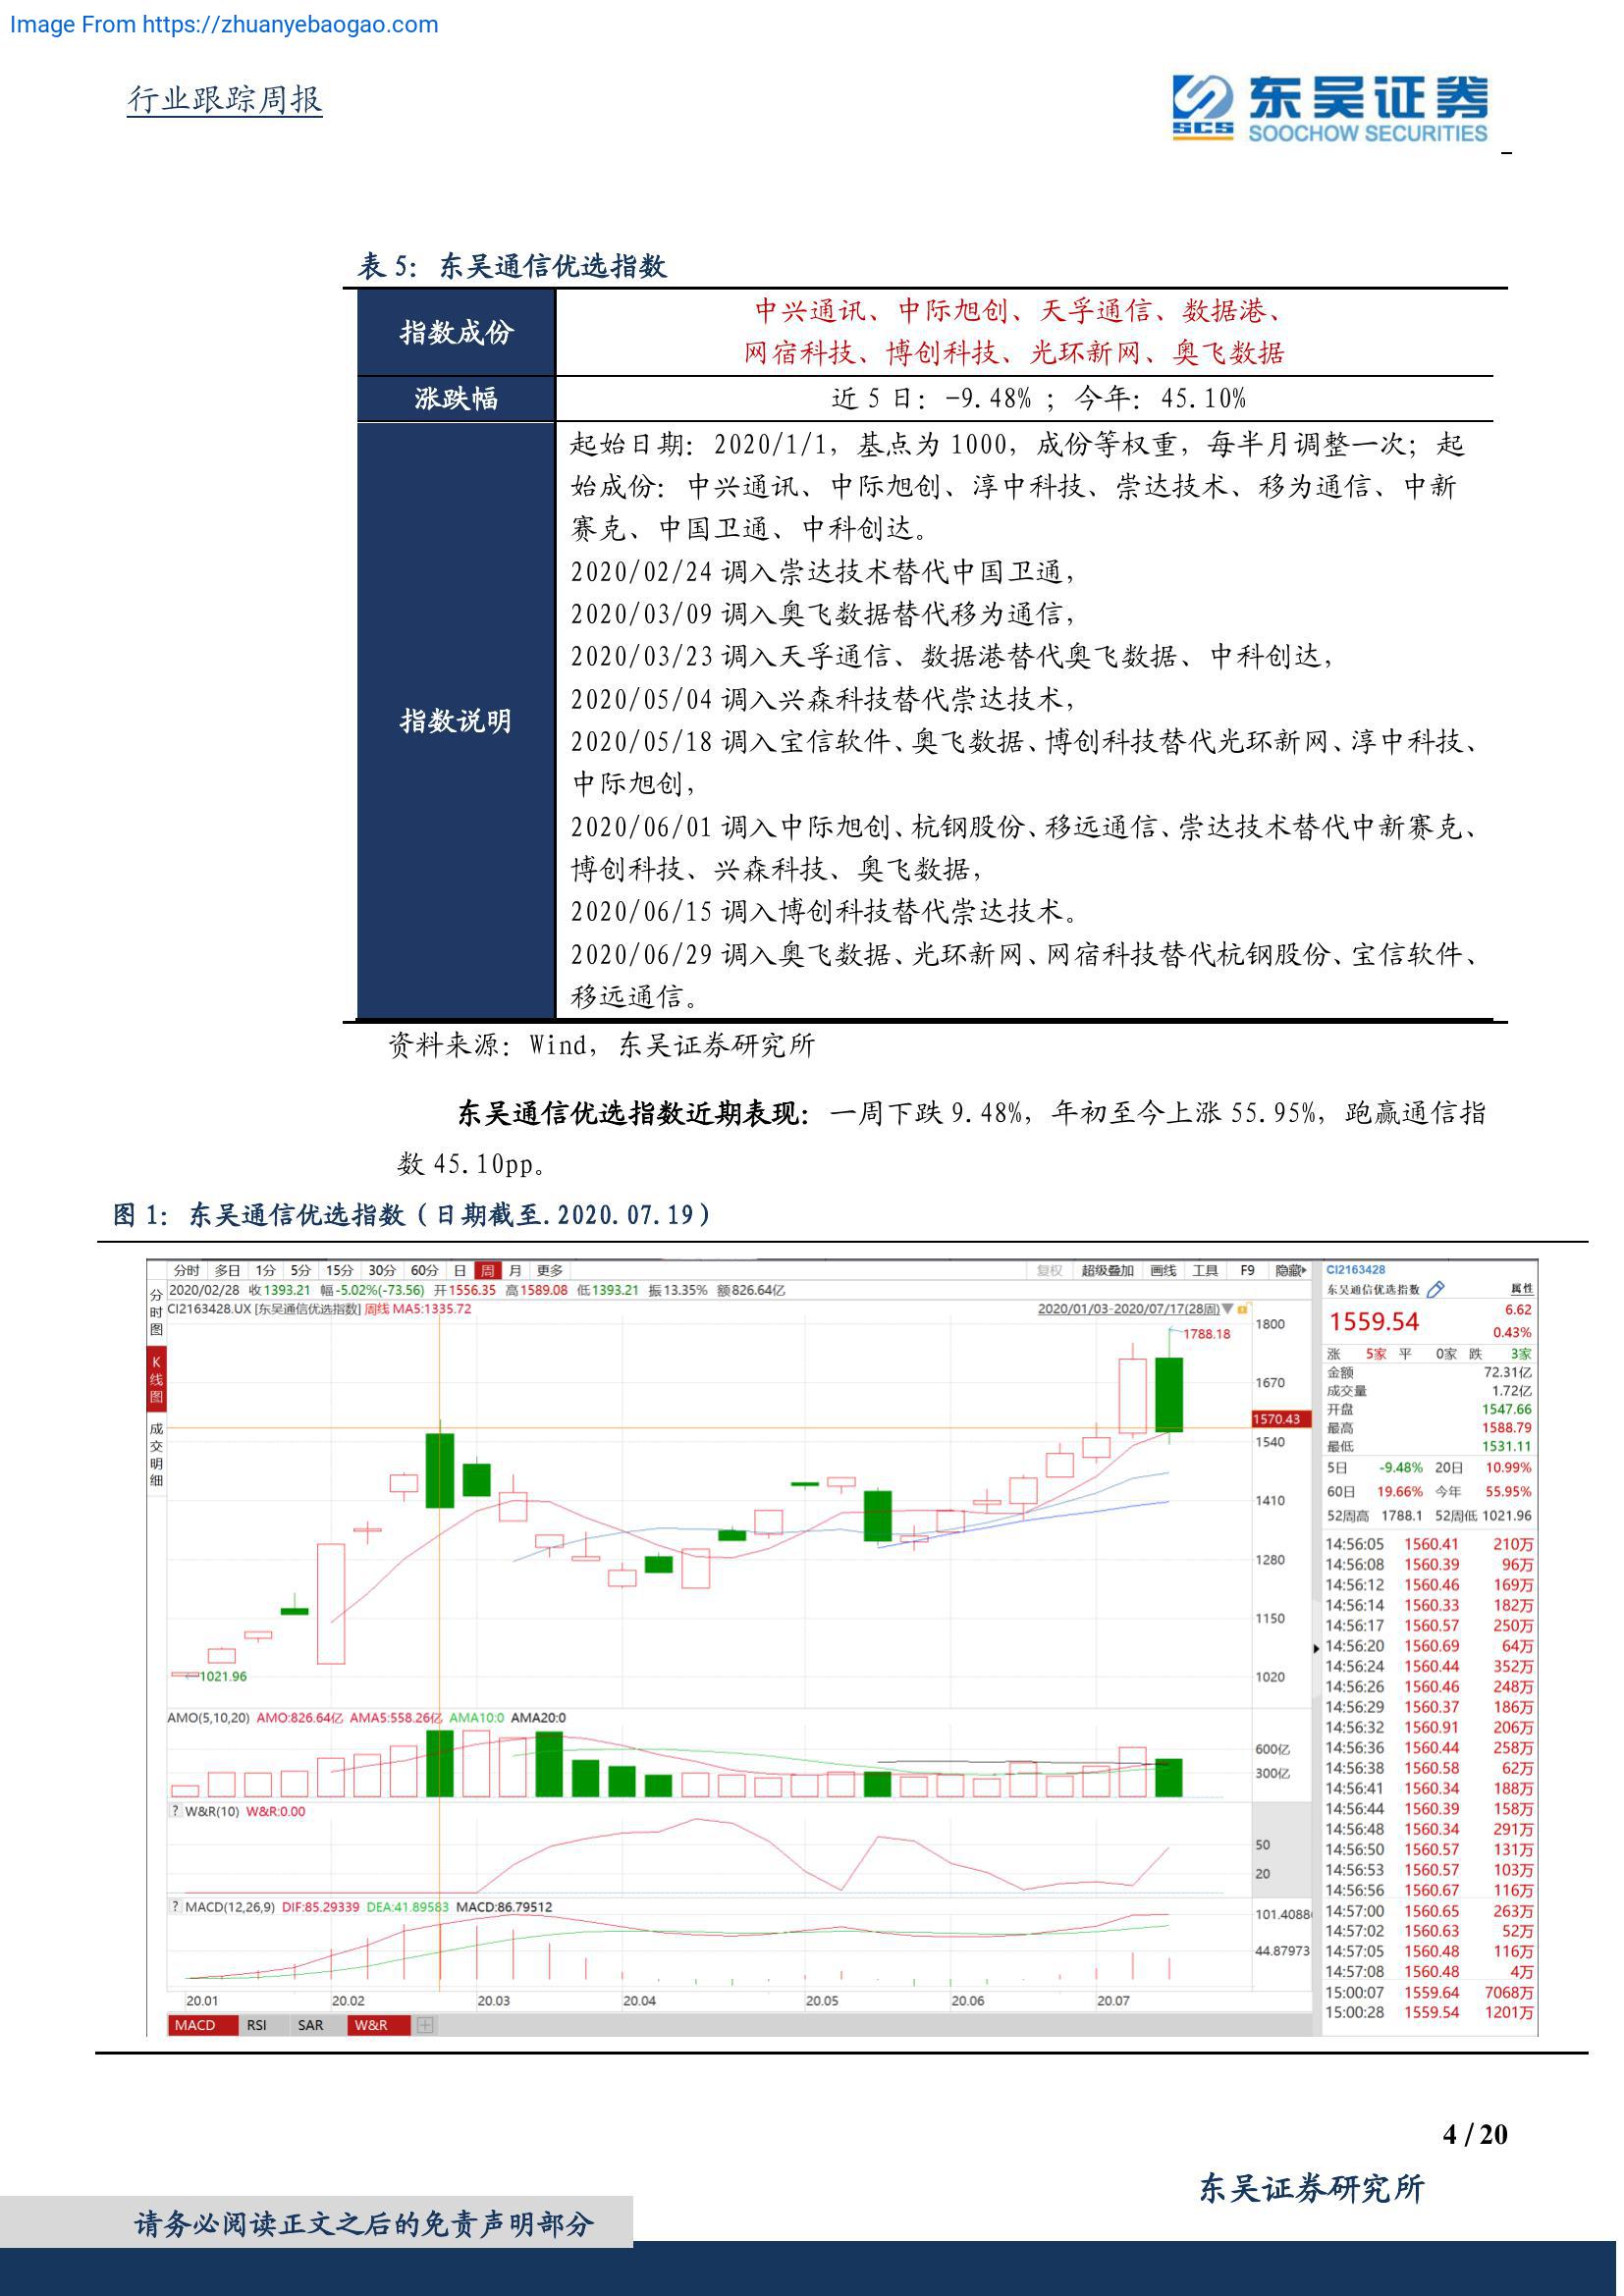 Image From https://zhuanyebaogao.com
行业跟踪周报
SCS
东吴证券
SOOCHOW SECURITIES
表 5：东吴通信优选指数
指数成份
中兴通讯、中际旭创、天孚通信、数据港、
网宿科技、博创科技、光环新网、奥飞数据
涨跌幅
近 5 日：-9.48% ；今年：45.10%
指数说明
起始日期：2020/1/1，基点为 1000，成份等权重，每半月调整一次；起
始成份：中兴通讯、中际旭创、淳中科技、崇达技术、移为通信、中新
赛克、中国卫通、中科创达。
2020/02/24 调入崇达技术替代中国卫通，
2020/03/09 调入奥飞数据替代移为通信，
2020/03/23 调入天孚通信、数据港替代奥飞数据、中科创达，
2020/05/04 调入兴森科技替代崇达技术，
2020/05/18 调入宝信软件、奥飞数据、博创科技替代光环新网、淳中科技、
中际旭创，
2020/06/01 调入中际旭创、杭钢股份、移远通信、崇达技术替代中新赛克、
博创科技、兴森科技、奥飞数据，
2020/06/15 调入博创科技替代崇达技术。
2020/06/29 调入奥飞数据、光环新网、网宿科技替代杭钢股份、宝信软件、
移远通信。
资料来源：Wind，东吴证券研究所
东吴通信优选指数近期表现：一周下跌 9.48%，年初至今上涨 55.95%，跑赢通信指
数 45.10pp。
图 1：东吴通信优选指数（日期截至.2020.07.19）
分时 多日 1分 5分 15分 30分 60分 日 周 月 更多 复权 超级叠加 画线 工具 F9 隐藏
2020/02/28 收1393.21 幅-5.02%(-73.56) 开1556.35 高1589.08 低1393.21 振13.35% 额826.64亿
CI2163428.UX [东吴通信优选指数] 周线 MA5:1335.72
2020/01/03-2020/07/17(28周)
分时图
K线图
成交明细
1788.18
1021.96
1800
1670
1570.43
1540
1410
1280
1150
1020
AMO(5,10,20) AMO:826.64亿 AMA5:558.26亿 AMA10:0 AMA20:0
600亿
300亿
? W&R(10) W&R:0.00
50
20
? MACD(12,26,9) DIF:85.29339 DEA:41.89583 MACD:86.79512
101.4088
44.87973
20.01 20.02 20.03 20.04 20.05 20.06 20.07
MACD RSI SAR W&R
CI2163428
东吴通信优选指数 属性
1559.54 6.62
0.43%
涨 5家 平 0家 跌 3家
金额 72.31亿
成交量 1.72亿
开盘 1547.66
最高 1588.79
最低 1531.11
5日 -9.48% 20日 10.99%
60日 19.66% 今年 55.95%
52周高 1788.1 52周低 1021.96
14:56:05 1560.41 210万
14:56:08 1560.39 96万
14:56:12 1560.46 169万
14:56:14 1560.33 182万
14:56:17 1560.57 250万
14:56:20 1560.69 64万
14:56:24 1560.44 352万
14:56:26 1560.46 248万
14:56:29 1560.37 186万
14:56:32 1560.91 206万
14:56:36 1560.44 258万
14:56:38 1560.58 62万
14:56:41 1560.34 188万
14:56:44 1560.39 158万
14:56:48 1560.34 291万
14:56:50 1560.57 131万
14:56:53 1560.57 103万
14:56:56 1560.67 116万
14:57:00 1560.65 263万
14:57:02 1560.63 52万
14:57:05 1560.48 116万
14:57:08 1560.48 4万
15:00:07 1559.64 7068万
15:00:28 1559.54 1201万
4 / 20
东吴证券研究所
请务必阅读正文之后的免责声明部分